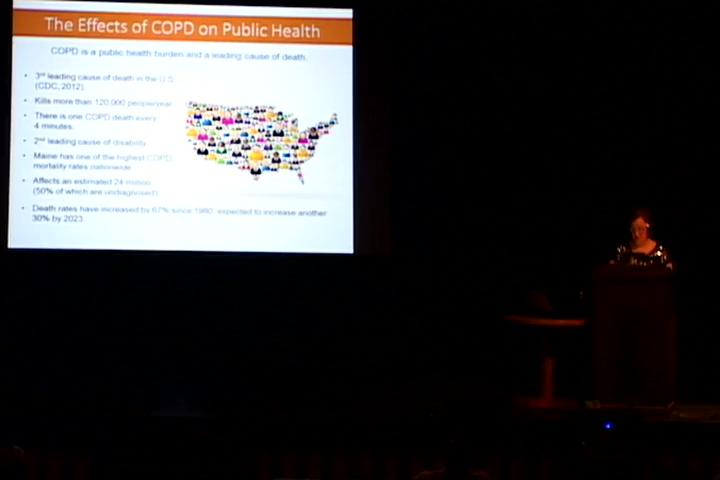 The Effects of COPD on Public Health
COPD is a public health burden and a leading cause of death.
• 3rd leading cause of death in the U.S.
(CDC, 2012).
• Kills more than 120,000 people/year
• There is one COPD death every
4 minutes.
• 2nd leading cause of disability
• Maine has one of the highest COPD
mortality rates nationwide
• Affects an estimated 24 million
(50% of which are undiagnosed)
• Death rates have increased by 67% since 1980, expected to increase another
30% by 2023